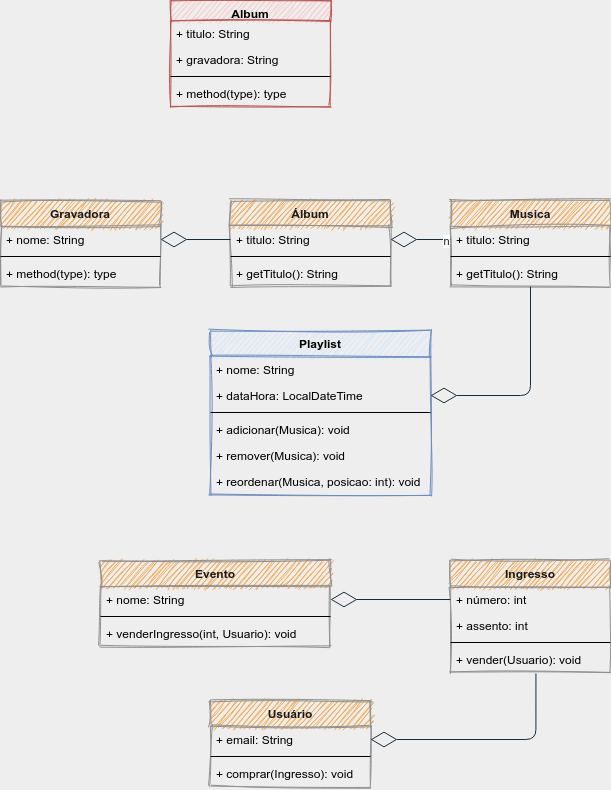 Album
+ titulo: String
+ gravadora: String
+ method(type): type
Gravadora
+ nome: String
+ method(type): type
Álbum
+ titulo: String
+ getTitulo(): String
n
Musica
+ titulo: String
+ getTitulo(): String
Playlist
+ nome: String
+ dataHora: LocalDateTime
+ adicionar(Musica): void
+ remover(Musica): void
+ reordenar(Musica, posicao: int): void
Evento
+ nome: String
+ venderIngresso(int, Usuario): void
Ingresso
+ número: int
+ assento: int
+ vender(Usuario): void
Usuário
+ email: String
+ comprar(Ingresso): void